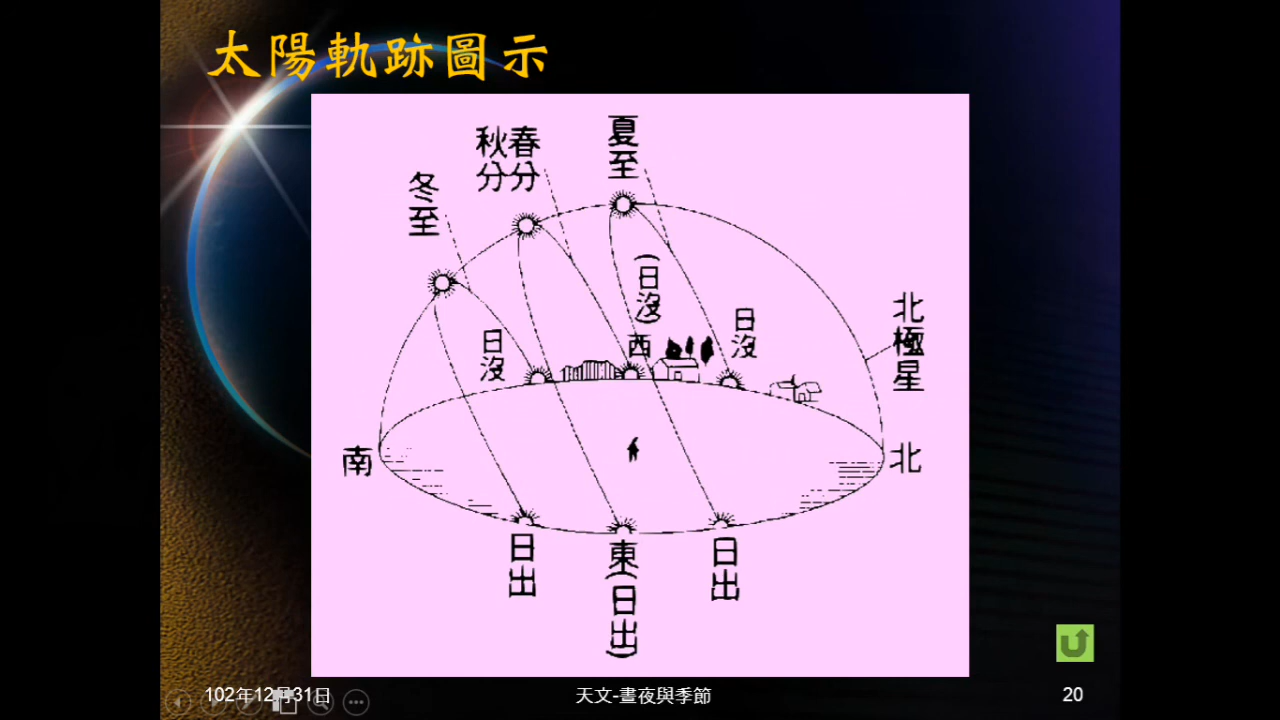 太陽軌跡圖示
夏至
秋分
春分
冬至
(日沒)
西
日沒
日沒
北極星
南
北
日出
東(日出)
日出
102年12月31日
天文-晝夜與季節
20